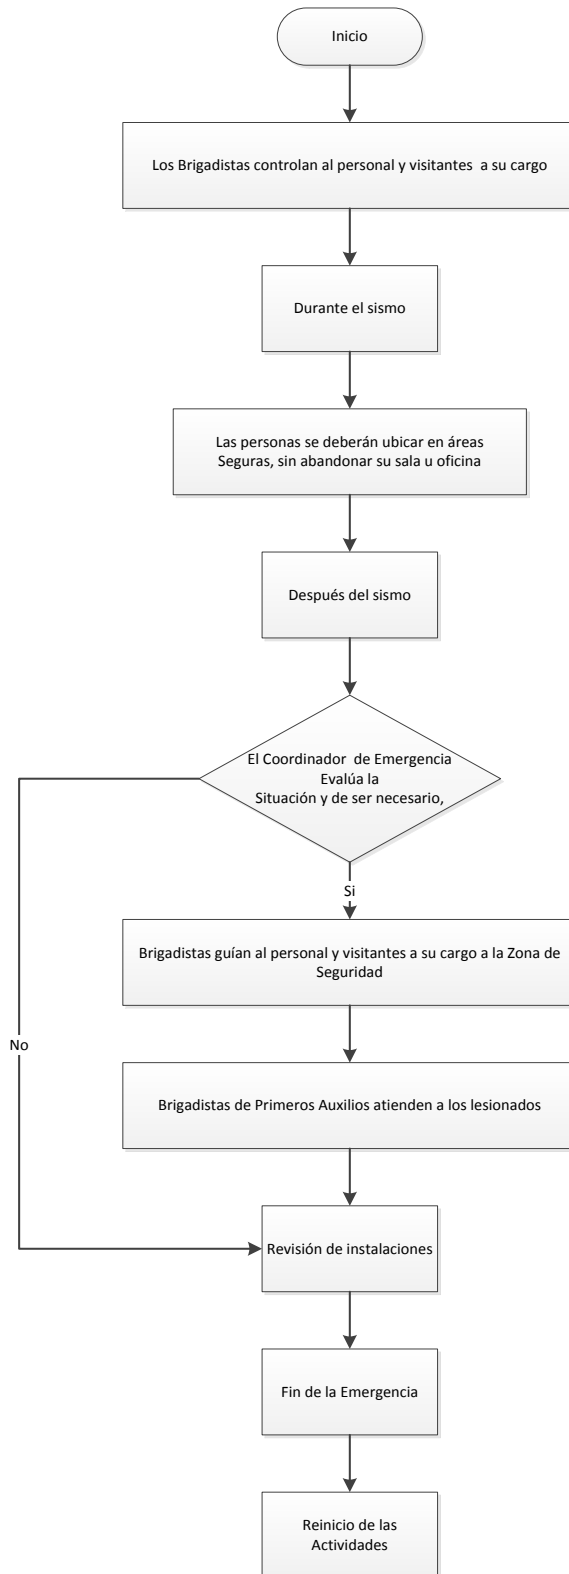 Inicio
Los Brigadistas controlan al personal y visitantes  a su cargo
Durante el sismo
Las personas se deberán ubicar en áreas
Seguras, sin abandonar su sala u oficina
Después del sismo
El Coordinador  de Emergencia
Evalúa la
Situación y de ser necesario,
Si
Brigadistas guían al personal y visitantes a su cargo a la Zona de
Seguridad
No
Brigadistas de Primeros Auxilios atienden a los lesionados
Revisión de instalaciones
Fin de la Emergencia
Reinicio de las
Actividades